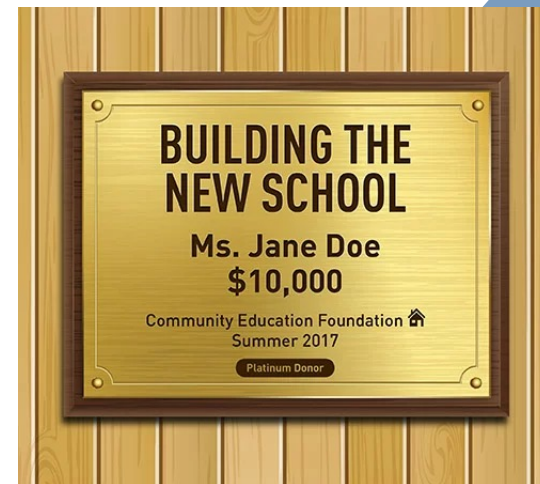 BUILDING THE
NEW SCHOOL
Ms. Jane Doe
$10,000
Community Education Foundation
Summer 2017
Platinum Donor